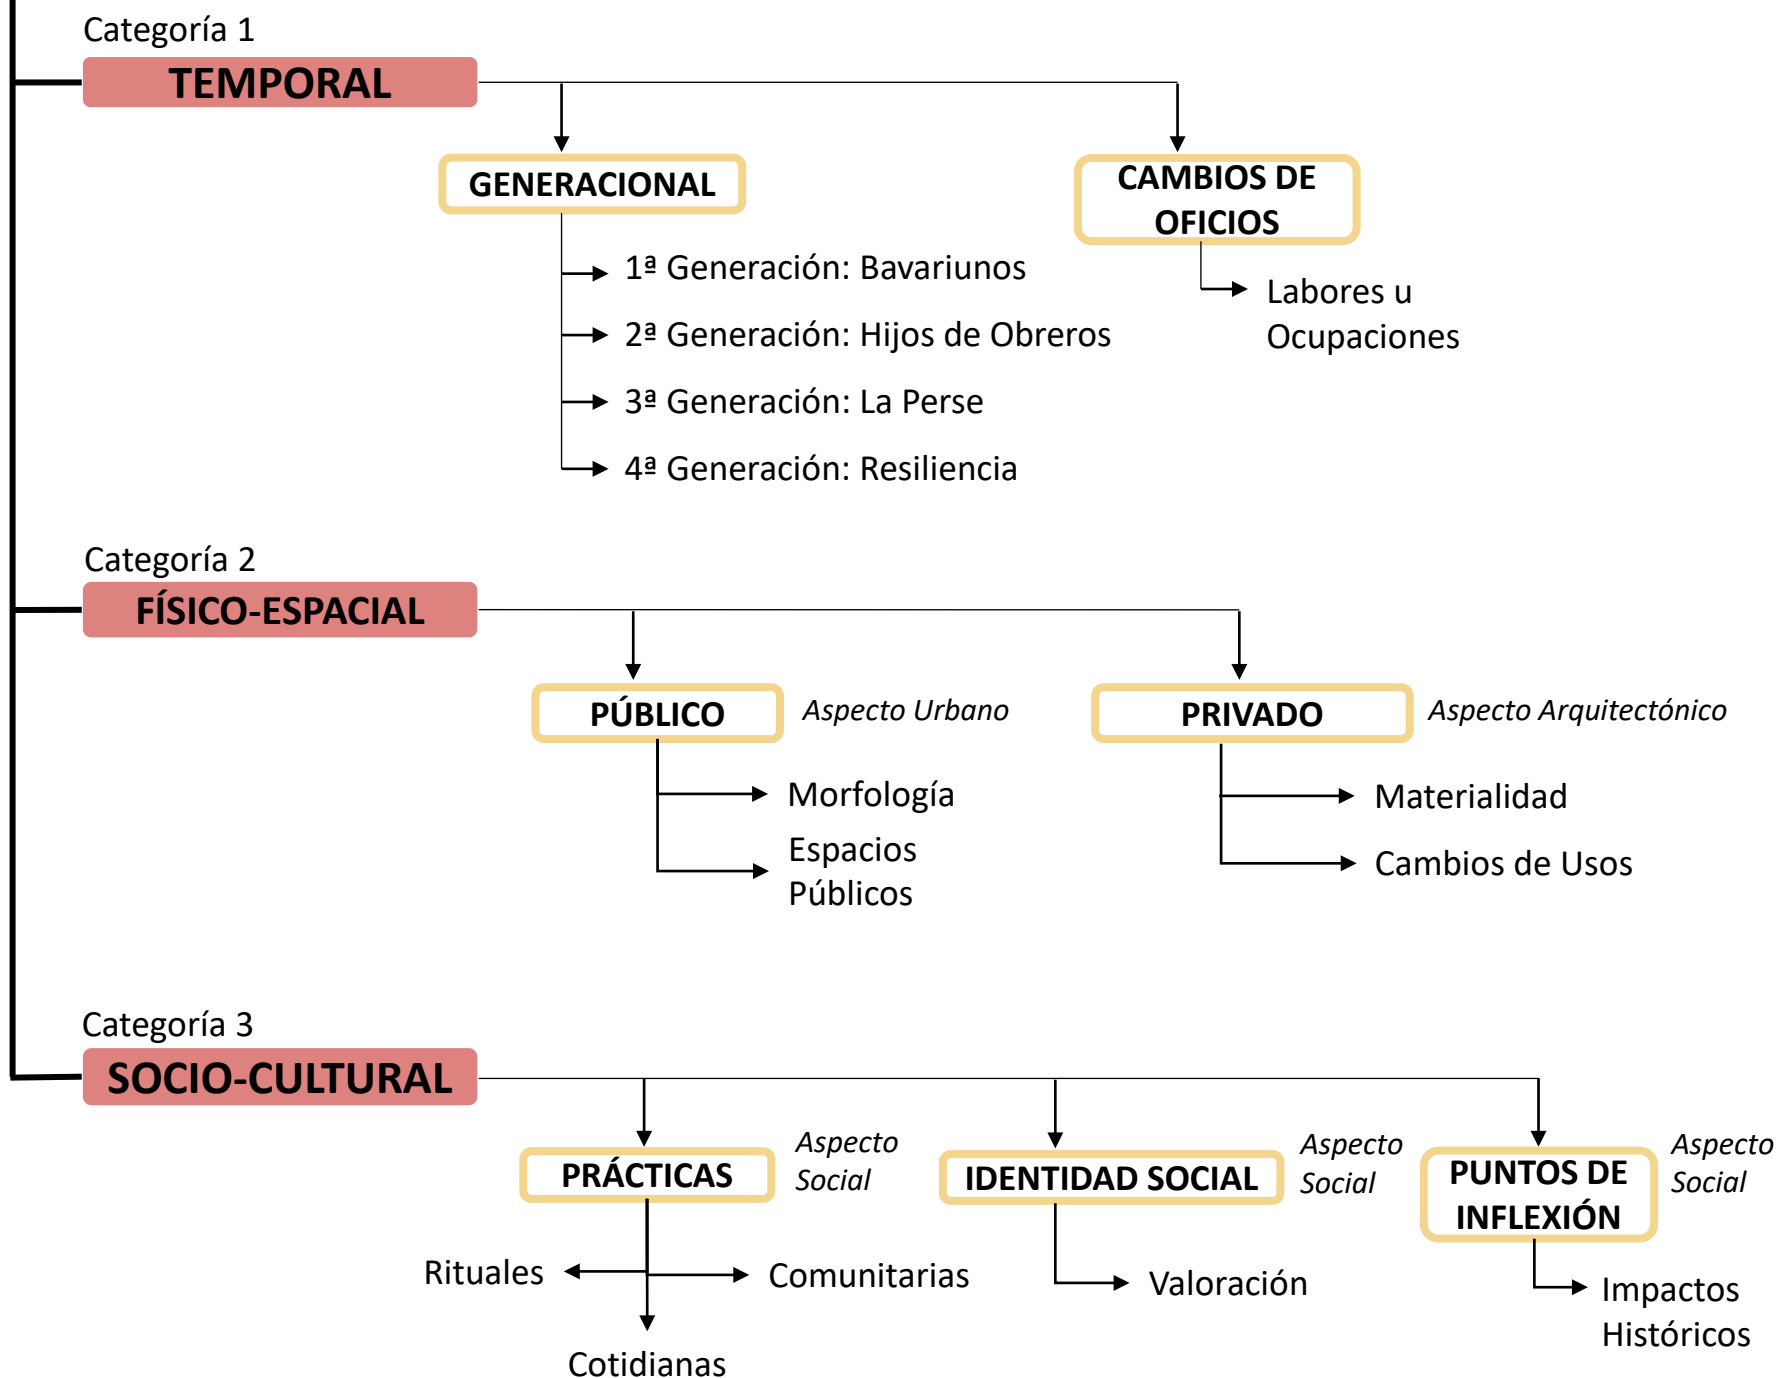 Categoría 1
TEMPORAL
GENERACIONAL
CAMBIOS DE
OFICIOS
1ª Generación: Bavariunos
2ª Generación: Hijos de Obreros
3ª Generación: La Perse
4ª Generación: Resiliencia
Labores u
Ocupaciones
Categoría 2
FÍSICO-ESPACIAL
PÚBLICO
Aspecto Urbano
PRIVADO
Aspecto Arquitectónico
Morfología
Espacios
Públicos
Materialidad
Cambios de Usos
Categoría 3
SOCIO-CULTURAL
PRÁCTICAS
Aspecto
Social
IDENTIDAD SOCIAL
Aspecto
Social
PUNTOS DE
INFLEXIÓN
Aspecto
Social
Rituales
Comunitarias
Cotidianas
Valoración
Impactos
Históricos